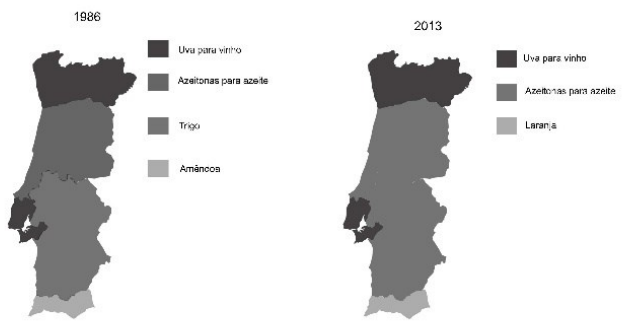 1986
Uva para vinho
Azeitonas para azeite
Trigo
Amêndoa
2013
Uva para vinho
Azeitonas para azeite
Laranja